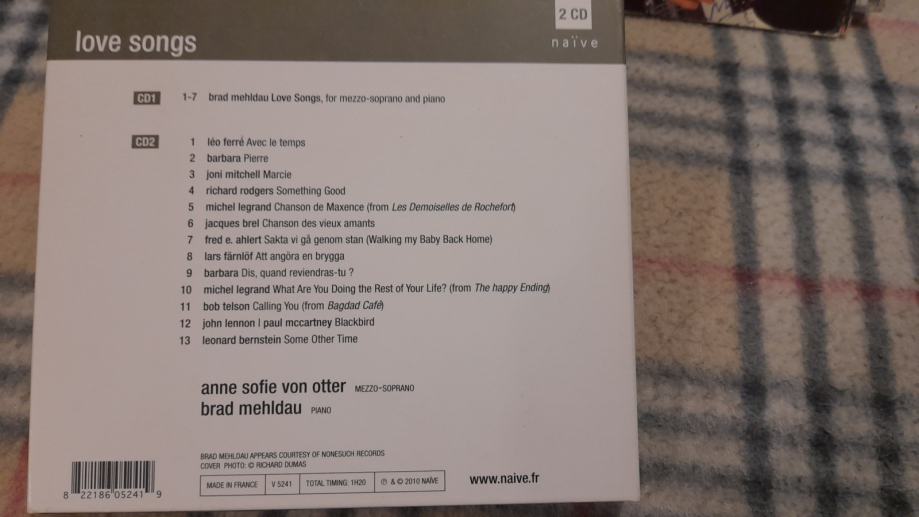 2 CD
love songs
naïve
CD1 1-7 brad mehldau Love Songs, for mezzo-soprano and piano
CD2 1 léo ferré Avec le temps
2 barbara Pierre
3 joni mitchell Marcie
4 richard rodgers Something Good
5 michel legrand Chanson de Maxence (from Les Demoiselles de Rochefort)
6 jacques brel Chanson des vieux amants
7 fred e. ahlert Sakta vi gå genom stan (Walking my Baby Back Home)
8 lars färnlöf Att angöra en brygga
9 barbara Dis, quand reviendras-tu ?
10 michel legrand What Are You Doing the Rest of Your Life? (from The happy Ending)
11 bob telson Calling You (from Bagdad Café)
12 john lennon | paul mccartney Blackbird
13 leonard bernstein Some Other Time
anne sofie von otter MEZZO-SOPRANO
brad mehldau PIANO
BRAD MEHLDAU APPEARS COURTESY OF NONESUCH RECORDS
COVER PHOTO: © RICHARD DUMAS
MADE IN FRANCE V 5241 TOTAL TIMING: 1H20 ℗ & © 2010 NAÏVE
www.naive.fr
8 22186 05241 9